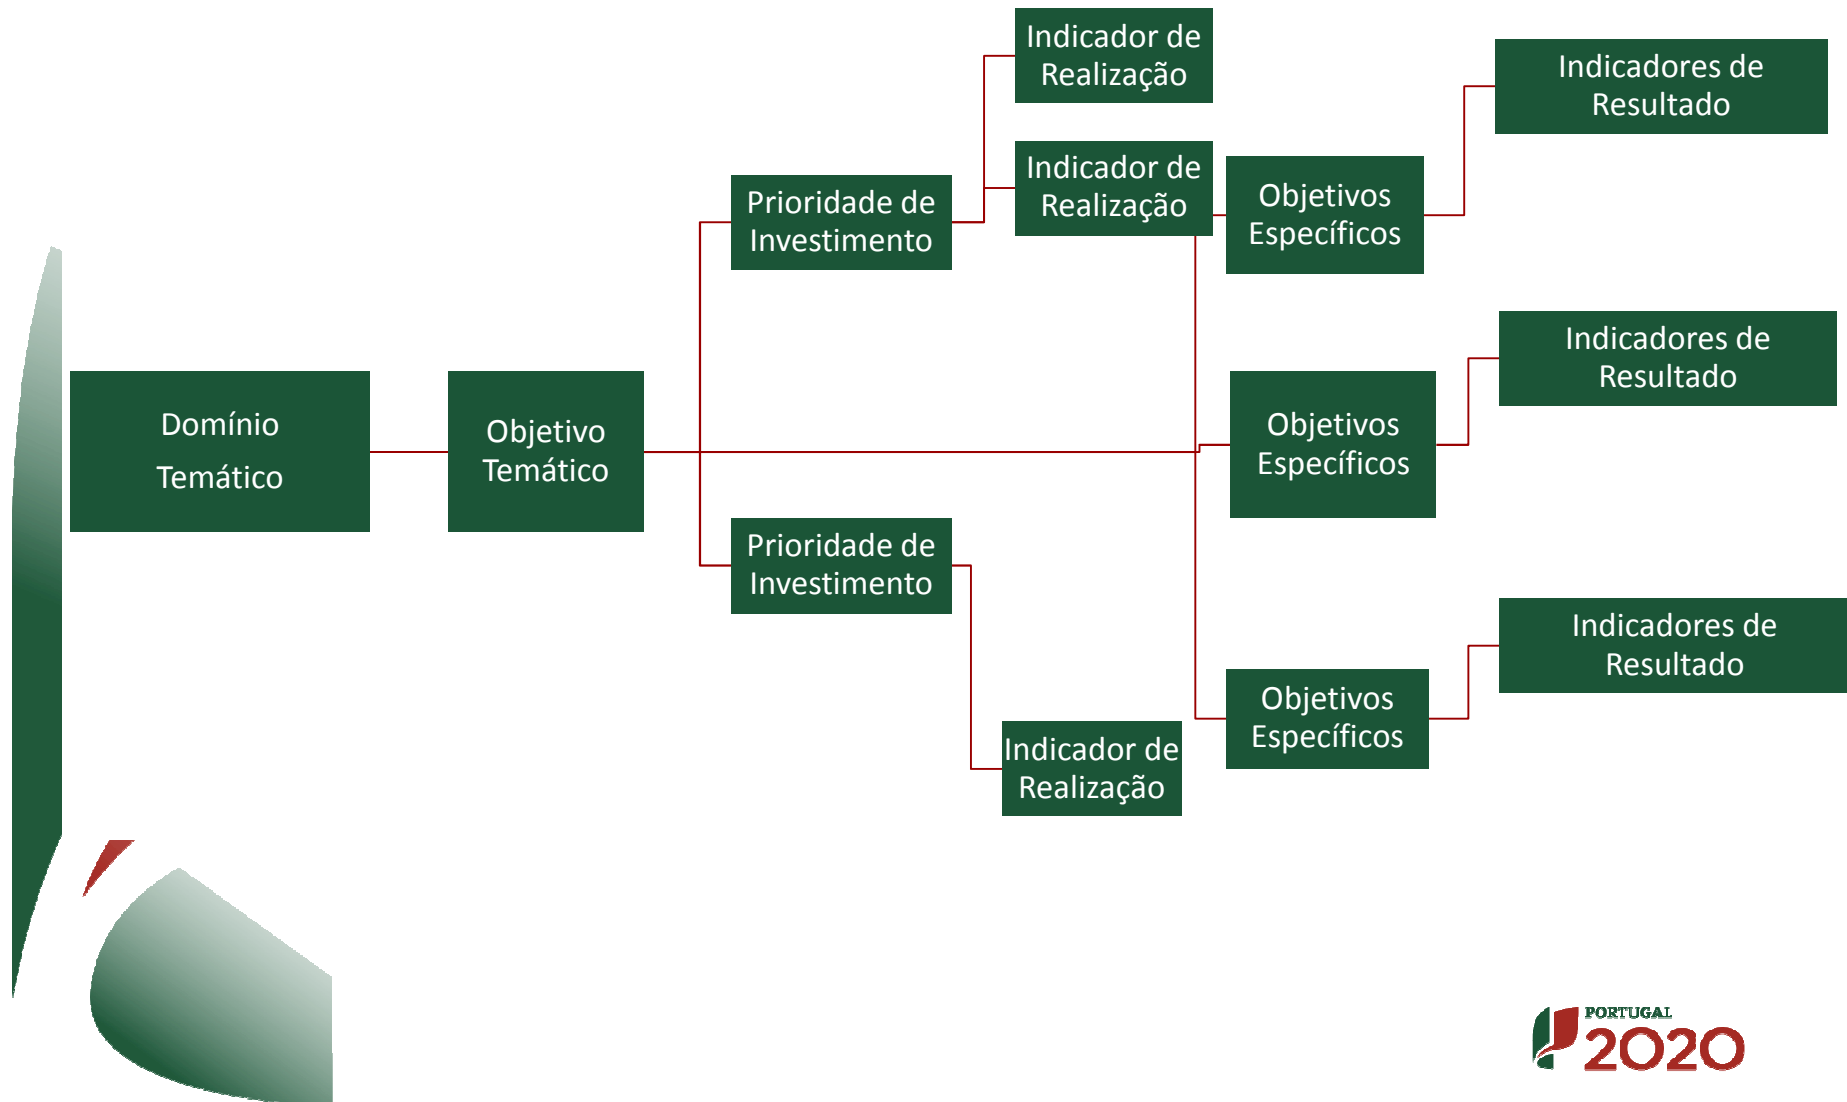 Domínio
Temático
Objetivo
Temático
Prioridade de
Investimento
Prioridade de
Investimento
Indicador de
Realização
Indicador de
Realização
Indicador de
Realização
Objetivos
Específicos
Objetivos
Específicos
Objetivos
Específicos
Indicadores de
Resultado
Indicadores de
Resultado
Indicadores de
Resultado
PORTUGAL
2020